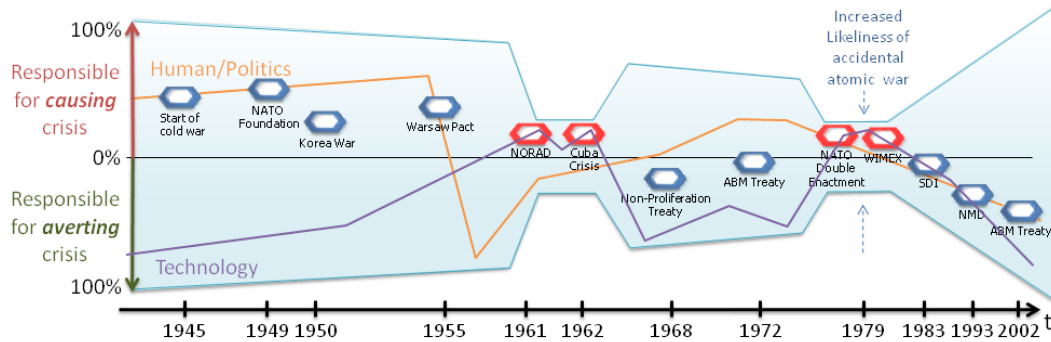 100%
Responsible
for causing
crisis
0%
Responsible
for averting
crisis
100%
Human/Politics
Technology
Start of
cold war
NATO
Foundation
Korea War
Warsaw Pact
NORAD
Cuba
Crisis
Non-Proliferation
Treaty
ABM Treaty
Increased
Likeliness of
accidental
atomic war
NATO
Double
Enactment
WIMEX
SDI
NMD
ABM Treaty
1945
1949
1950
1955
1961
1962
1968
1972
1979
1983
1993
2002
t